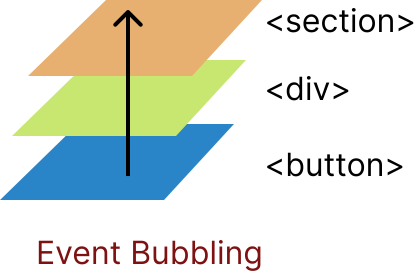 <section>
<div>
<button>
Event Bubbling